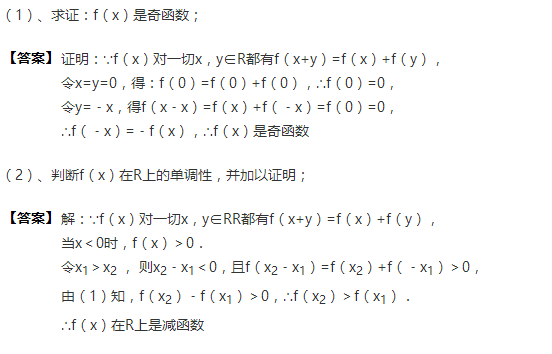 （1）、求证：f（x）是奇函数；
【答案】证明：∵f（x）对一切x，y∈R都有f（x+y）=f（x）+f（y），
令x=y=0，得：f（0）=f（0）+f（0），∴f（0）=0，
令y=﹣x，得f（x﹣x）=f（x）+f（﹣x）=f（0）=0，
∴f（﹣x）=﹣f（x），∴f（x）是奇函数
（2）、判断f（x）在R上的单调性，并加以证明；
【答案】解：∵f（x）对一切x，y∈RR都有f（x+y）=f（x）+f（y），
当x＜0时，f（x）＞0．
令x₁＞x₂ ， 则x₂﹣x₁＜0，且f（x₂﹣x₁）=f（x₂）+f（﹣x₁）＞0，
由（1）知，f（x₂）﹣f（x₁）＞0，∴f（x₂）＞f（x₁）．
∴f（x）在R上是减函数